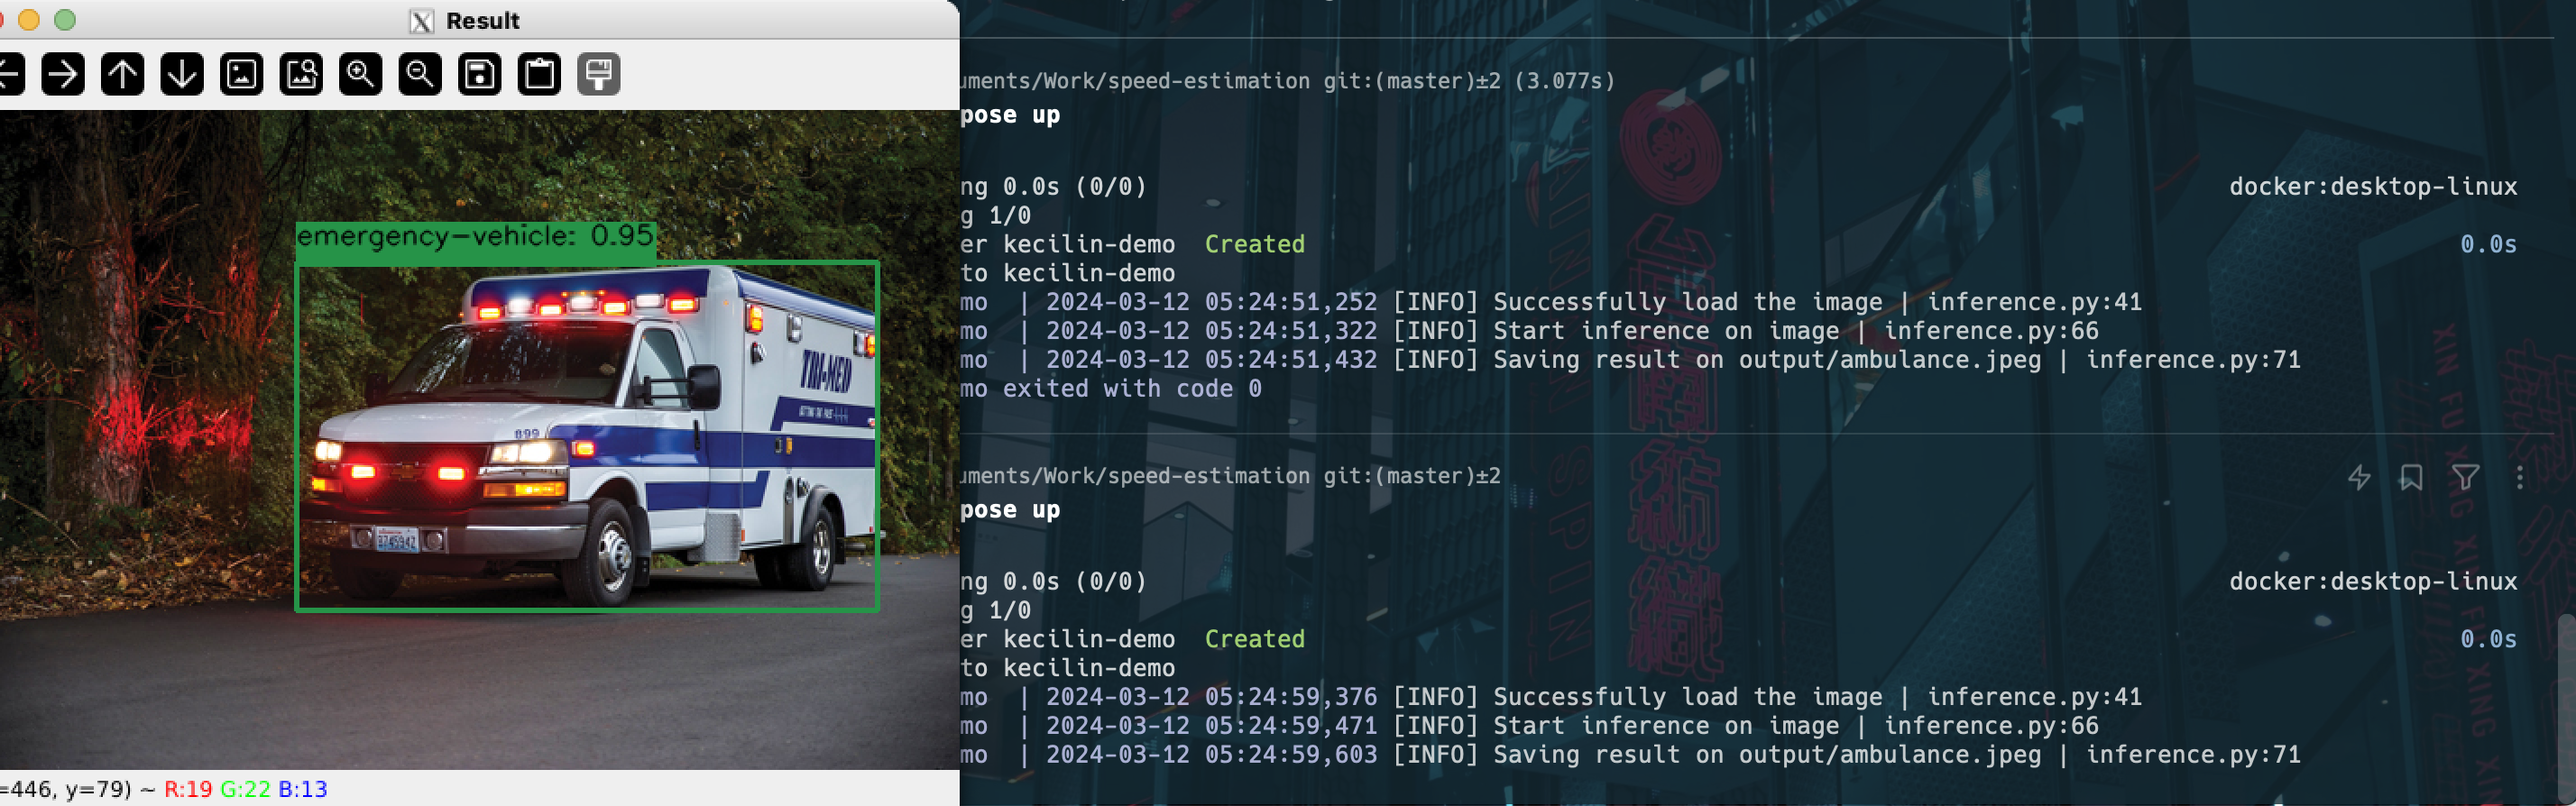 Result
emergency-vehicle: 0.95
TRI-MED
899
=446, y=79) ~ R:19 G:22 B:13
uments/Work/speed-estimation git:(master)±2 (3.077s)
pose up
ng 0.0s (0/0)
docker:desktop-linux
g 1/0
er kecilin-demo Created
0.0s
to kecilin-demo
mo | 2024-03-12 05:24:51,252 [INFO] Successfully load the image | inference.py:41
mo | 2024-03-12 05:24:51,322 [INFO] Start inference on image | inference.py:66
mo | 2024-03-12 05:24:51,432 [INFO] Saving result on output/ambulance.jpeg | inference.py:71
mo exited with code 0
uments/Work/speed-estimation git:(master)±2
pose up
ng 0.0s (0/0)
docker:desktop-linux
g 1/0
er kecilin-demo Created
0.0s
to kecilin-demo
mo | 2024-03-12 05:24:59,376 [INFO] Successfully load the image | inference.py:41
mo | 2024-03-12 05:24:59,471 [INFO] Start inference on image | inference.py:66
mo | 2024-03-12 05:24:59,603 [INFO] Saving result on output/ambulance.jpeg | inference.py:71
XIN FU XING
XING XING